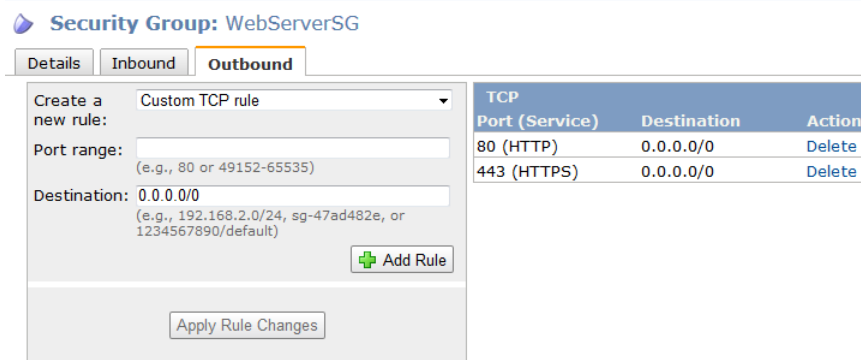 Security Group: WebServerSG
Details Inbound Outbound
Create a new rule: Custom TCP rule
Port range:
(e.g., 80 or 49152-65535)
Destination: 0.0.0.0/0
(e.g., 192.168.2.0/24, sg-47ad482e, or
1234567890/default)
Add Rule
Apply Rule Changes
TCP
Port (Service) Destination Action
80 (HTTP) 0.0.0.0/0 Delete
443 (HTTPS) 0.0.0.0/0 Delete